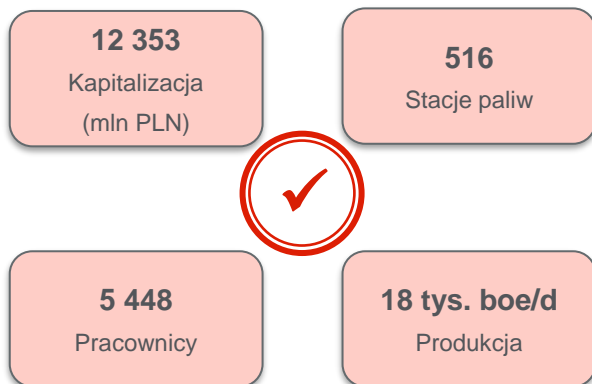 12 353
Kapitalizacja
(mln PLN)
516
Stacje paliw
5 448
Pracownicy
18 tys. boe/d
Produkcja